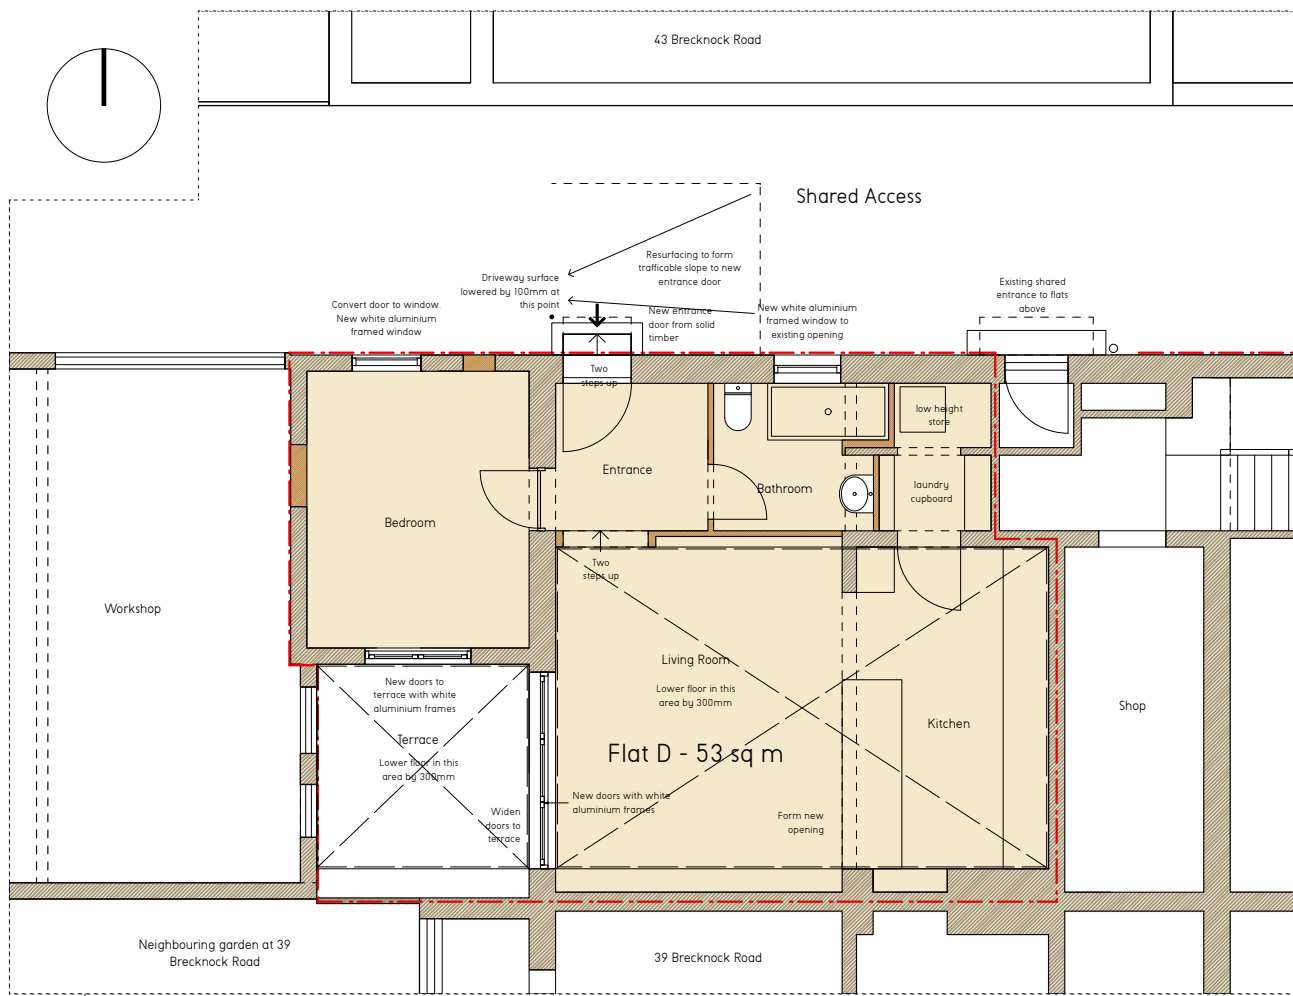 43 Brecknock Road
Shared Access
Resurfacing to form
trafficable slope to new
entrance door
Driveway surface
lowered by 100mm at
this point
Existing shared
entrance to flats
above
Convert door to window.
New white aluminium
framed window
New entrance
door from solid
timber
New white aluminium
framed window to
existing opening
Two
steps up
low height
store
Entrance
Bathroom
laundry
cupboard
Bedroom
Two
steps up
Workshop
Living Room
Lower floor in this
area by 300mm
New doors to
terrace with white
aluminium frames
Terrace
Lower floor in this
area by 300mm
Kitchen
Shop
Flat D - 53 sq m
New doors with white
aluminium frames
Widen
doors to
terrace
Form new
opening
Neighbouring garden at 39
Brecknock Road
39 Brecknock Road